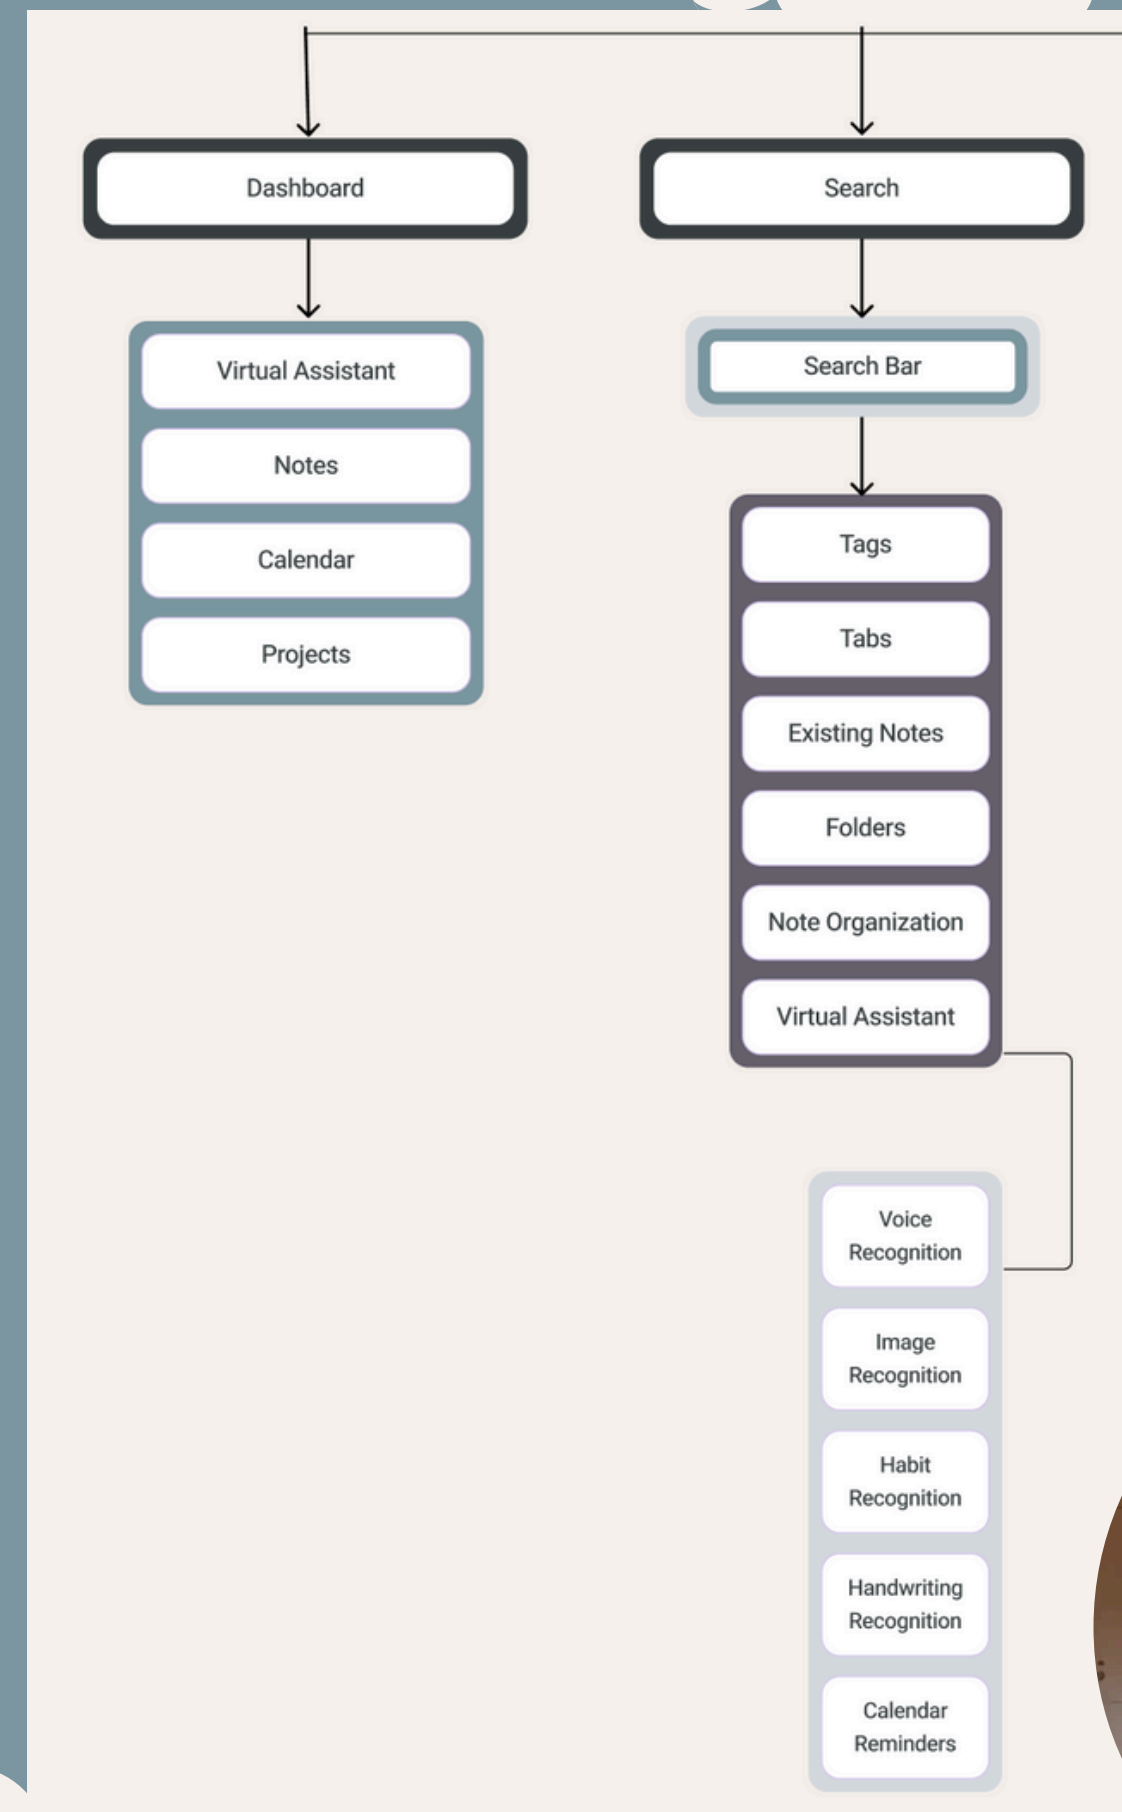 Dashboard
Search
Virtual Assistant
Notes
Calendar
Projects
Search Bar
Tags
Tabs
Existing Notes
Folders
Note Organization
Virtual Assistant
Voice
Recognition
Image
Recognition
Habit
Recognition
Handwriting
Recognition
Calendar
Reminders